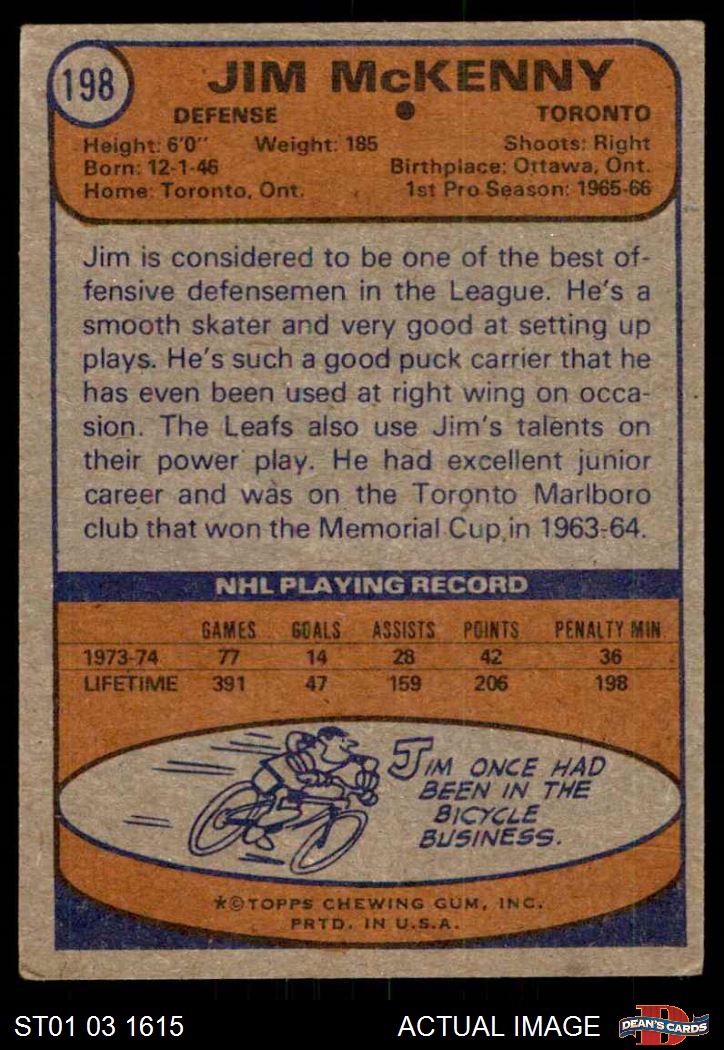 198
JIM McKENNY
DEFENSE ● TORONTO
Height: 6'0" Weight: 185 Shoots: Right
Born: 12-1-46 Birthplace: Ottawa, Ont.
Home: Toronto, Ont. 1st Pro Season: 1965-66
Jim is considered to be one of the best of-
fensive defensemen in the League. He's a
smooth skater and very good at setting up
plays. He's such a good puck carrier that he
has even been used at right wing on occa-
sion. The Leafs also use Jim's talents on
their power play. He had excellent junior
career and was on the Toronto Marlboro
club that won the Memorial Cup in 1963-64.
NHL PLAYING RECORD
GAMES GOALS ASSISTS POINTS PENALTY MIN
1973-74 77 14 28 42 36
LIFETIME 391 47 159 206 198
JIM ONCE HAD
BEEN IN THE
BICYCLE
BUSINESS.
*©TOPPS CHEWING GUM, INC.
PRTD. IN U.S.A.
ST01 03 1615 ACTUAL IMAGE
D
DEAN'S CARDS